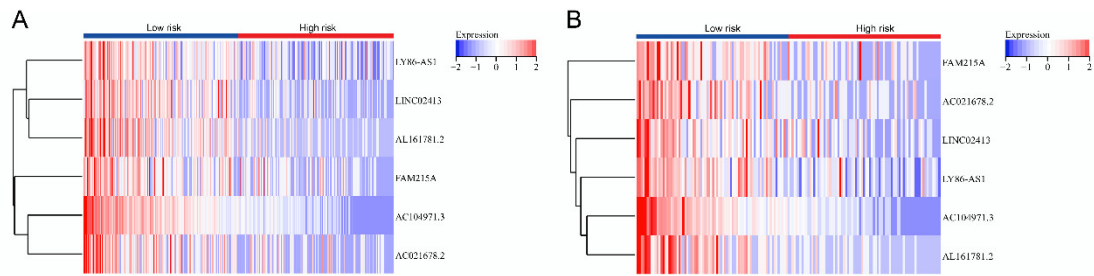 A
Low risk
High risk
Expression
−2 −1 0 1 2
LY86-AS1
LINC02413
AL161781.2
FAM215A
AC104971.3
AC021678.2
B
Low risk
High risk
Expression
−2 −1 0 1 2
FAM215A
AC021678.2
LINC02413
LY86-AS1
AC104971.3
AL161781.2